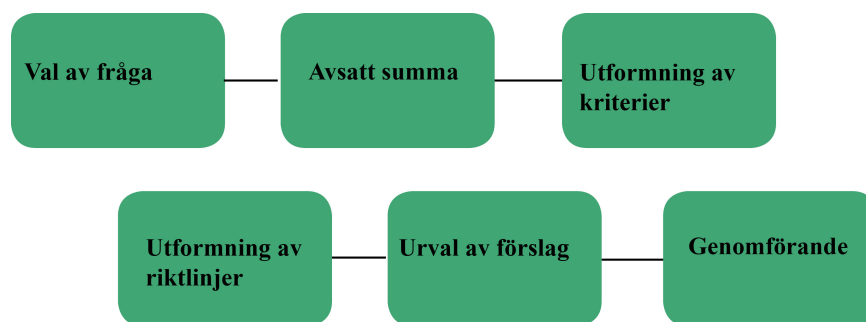 Val av fråga
Avsatt summa
Utformning av
kriterier
Utformning av
riktlinjer
Urval av förslag
Genomförande